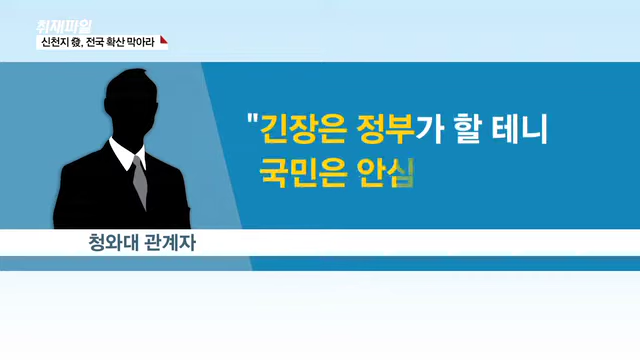 취재파일
신천지 發, 전국 확산 막아라
"긴장은 정부가 할 테니
국민은 안심
청와대 관계자